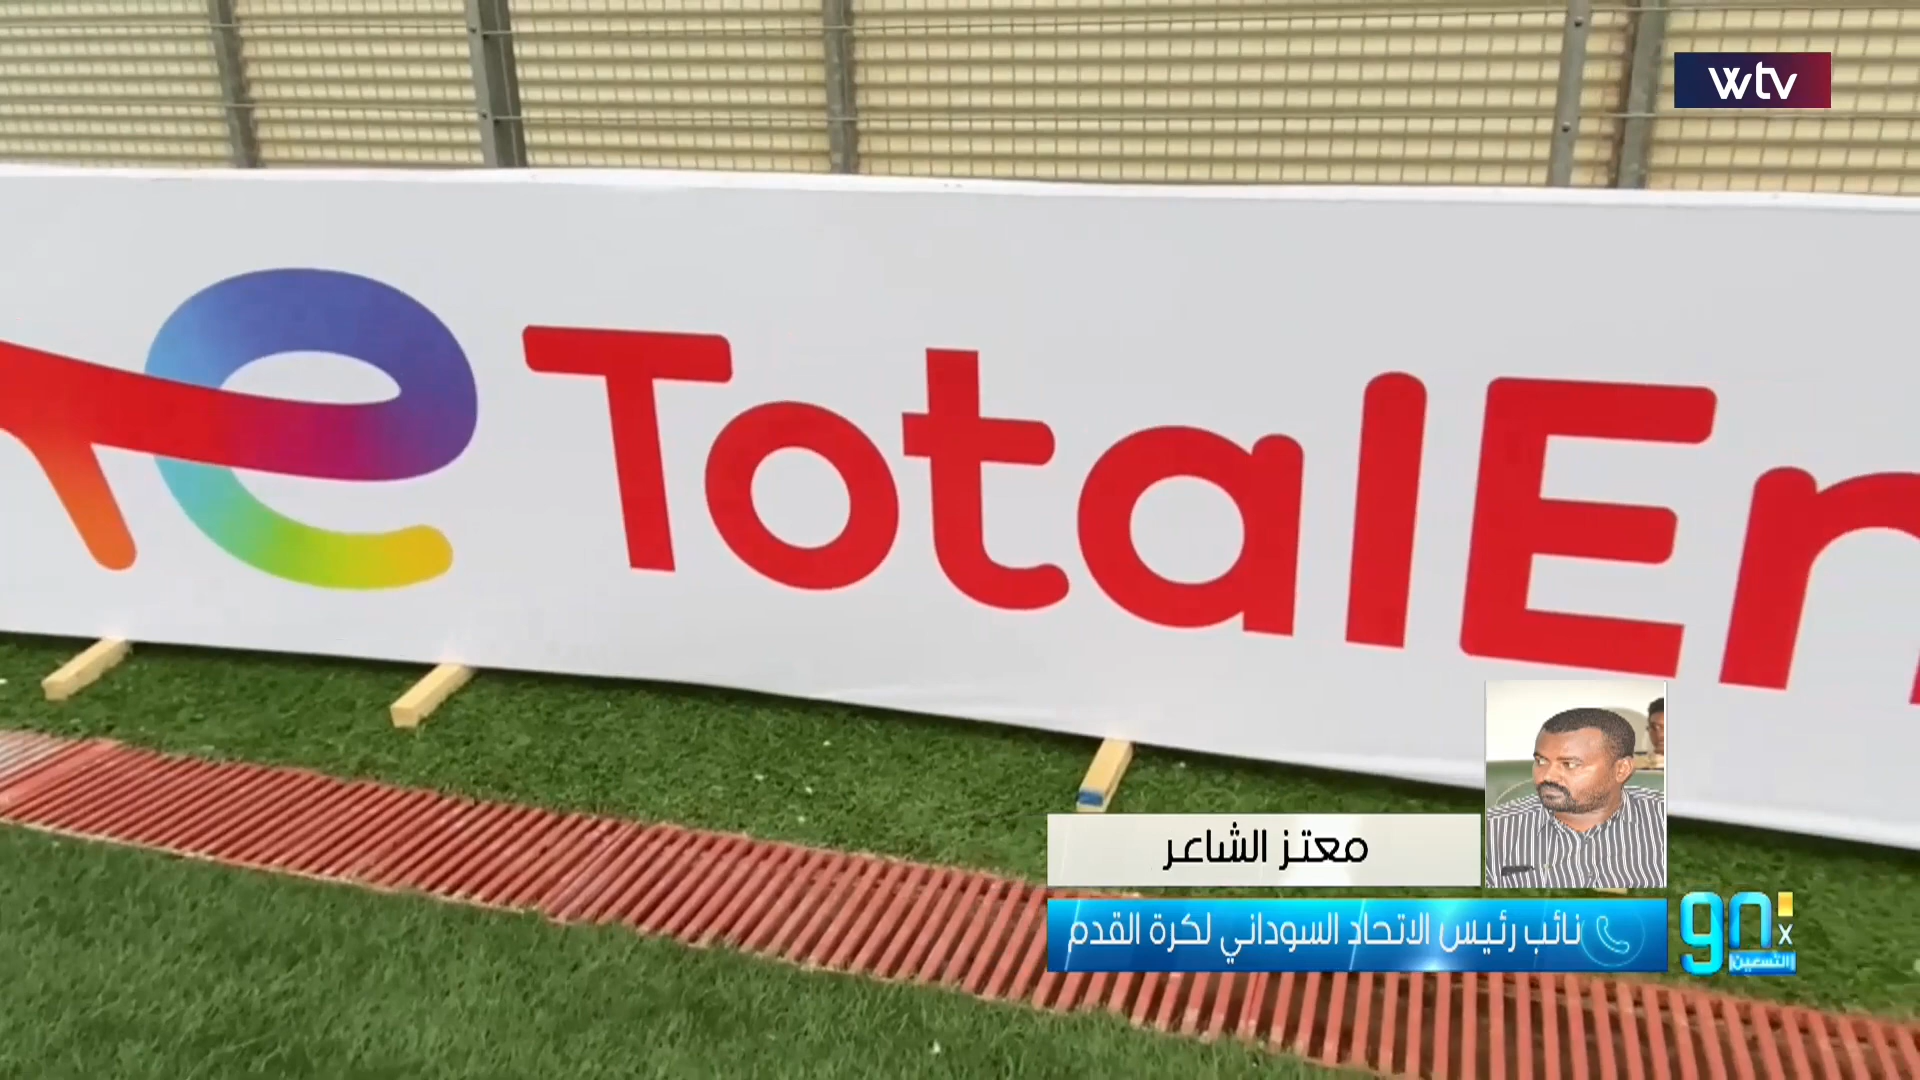 wtv
TotalEn
معتز الشاعر
نائب رئيس الاتحاد السوداني لكرة القدم
90
x
التسعين